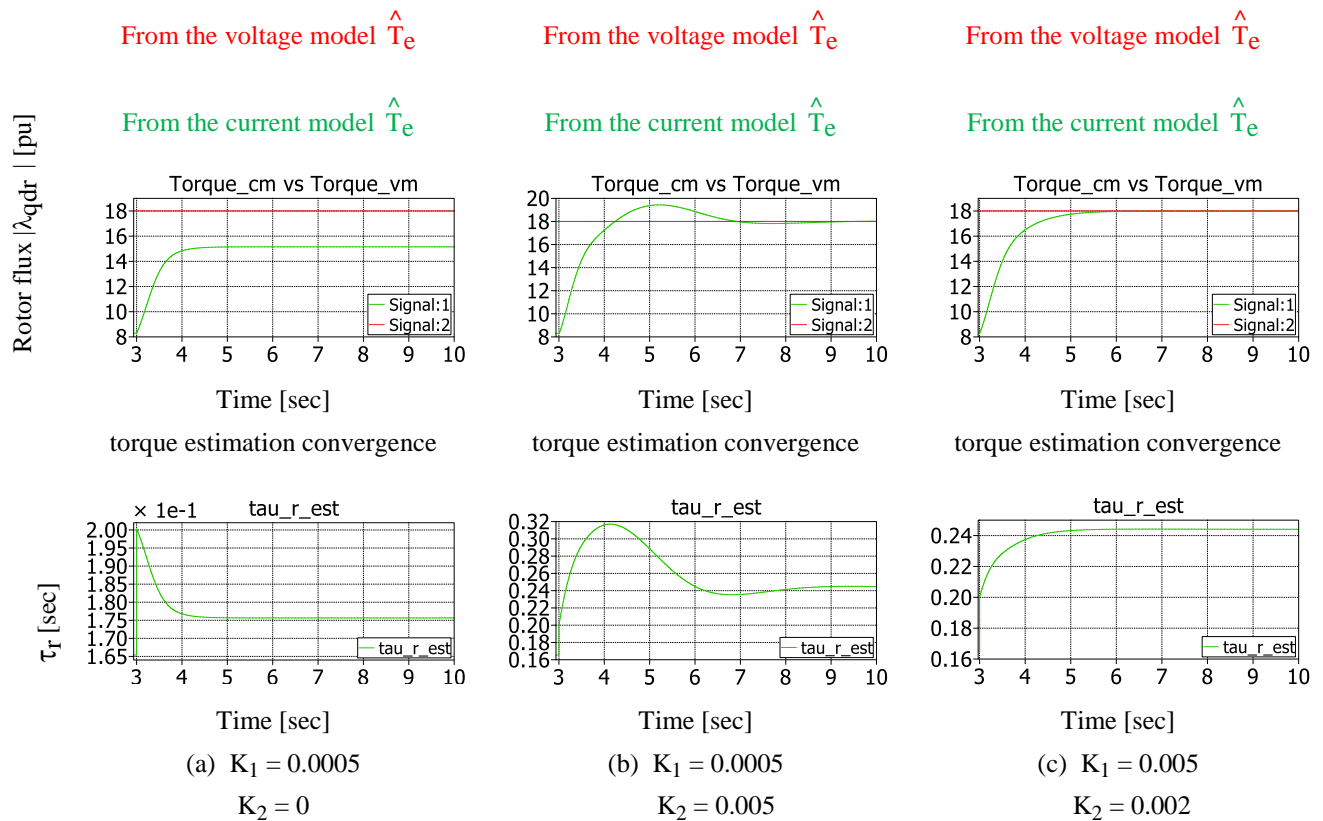 From the voltage model T̂e
From the voltage model T̂e
From the voltage model T̂e
From the current model T̂e
From the current model T̂e
From the current model T̂e
Rotor flux |λqdr| [pu]
Torque_cm vs Torque_vm
18
16
14
12
10
8
Signal:1
Signal:2
3 4 5 6 7 8 9 10
Time [sec]
torque estimation convergence
Torque_cm vs Torque_vm
20
18
16
14
12
10
8
Signal:1
Signal:2
3 4 5 6 7 8 9 10
Time [sec]
torque estimation convergence
Torque_cm vs Torque_vm
18
16
14
12
10
8
Signal:1
Signal:2
3 4 5 6 7 8 9 10
Time [sec]
torque estimation convergence
τr [sec]
× 1e-1
tau_r_est
2.00
1.95
1.90
1.85
1.80
1.75
1.70
1.65
tau_r_est
3 4 5 6 7 8 9 10
Time [sec]
(a) K1 = 0.0005
K2 = 0
tau_r_est
0.32
0.30
0.28
0.26
0.24
0.22
0.20
0.18
0.16
tau_r_est
3 4 5 6 7 8 9 10
Time [sec]
(b) K1 = 0.0005
K2 = 0.005
tau_r_est
0.24
0.22
0.20
0.18
0.16
tau_r_est
3 4 5 6 7 8 9 10
Time [sec]
(c) K1 = 0.005
K2 = 0.002